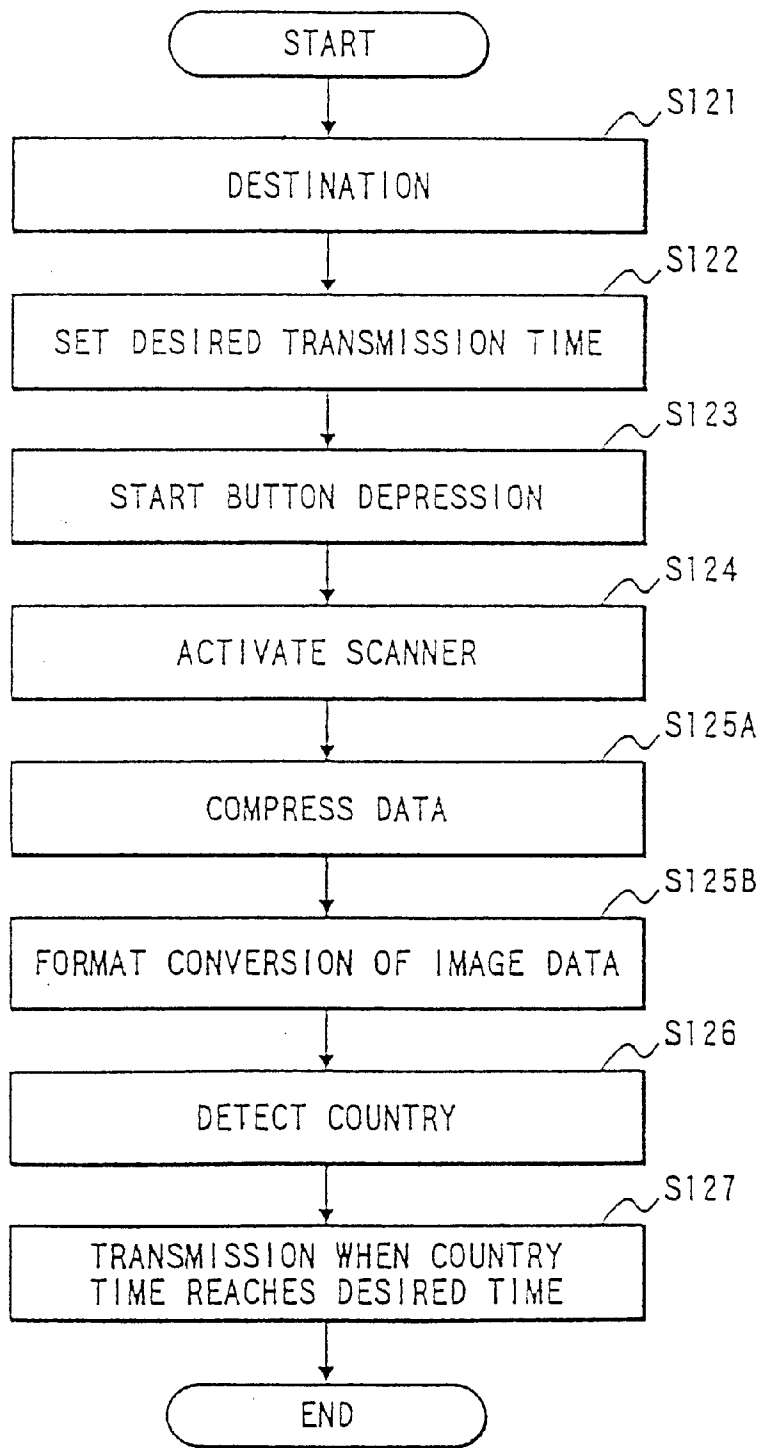 START
S121
DESTINATION
S122
SET DESIRED TRANSMISSION TIME
S123
START BUTTON DEPRESSION
S124
ACTIVATE SCANNER
S125A
COMPRESS DATA
S125B
FORMAT CONVERSION OF IMAGE DATA
S126
DETECT COUNTRY
S127
TRANSMISSION WHEN COUNTRY
TIME REACHES DESIRED TIME
END